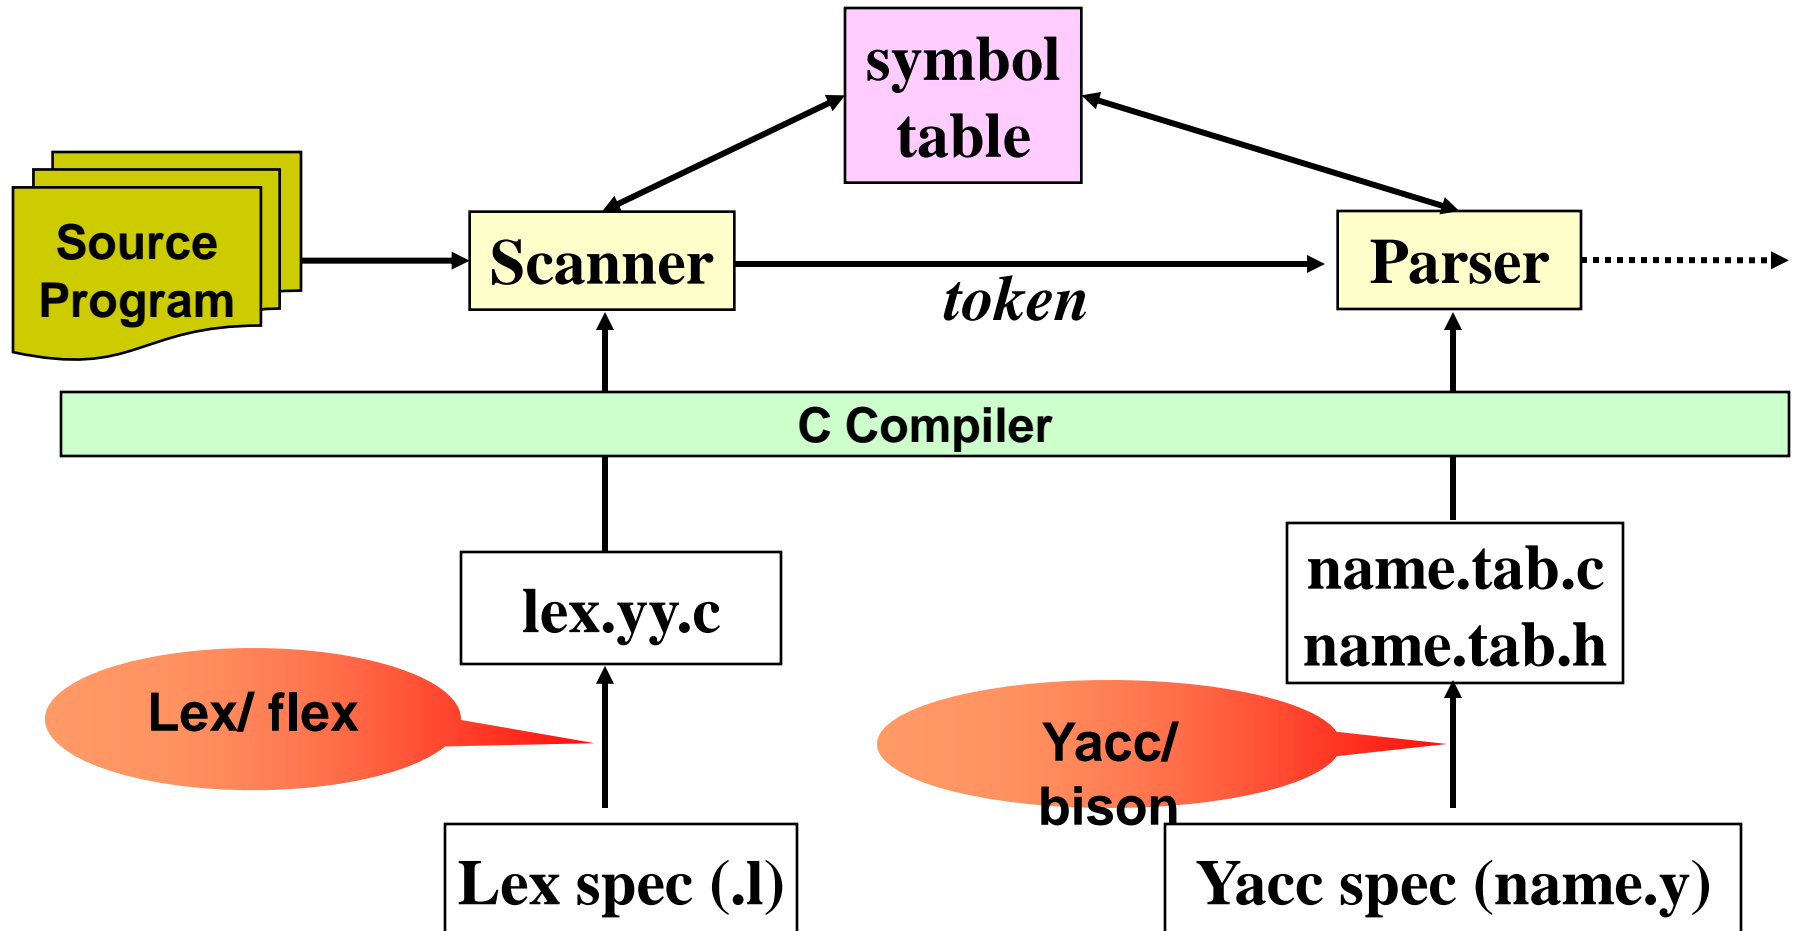 symbol
table
Source
Program
Scanner
token
Parser
C Compiler
lex.yy.c
name.tab.c
name.tab.h
Lex/ flex
Yacc/
bison
Lex spec (.l)
Yacc spec (name.y)